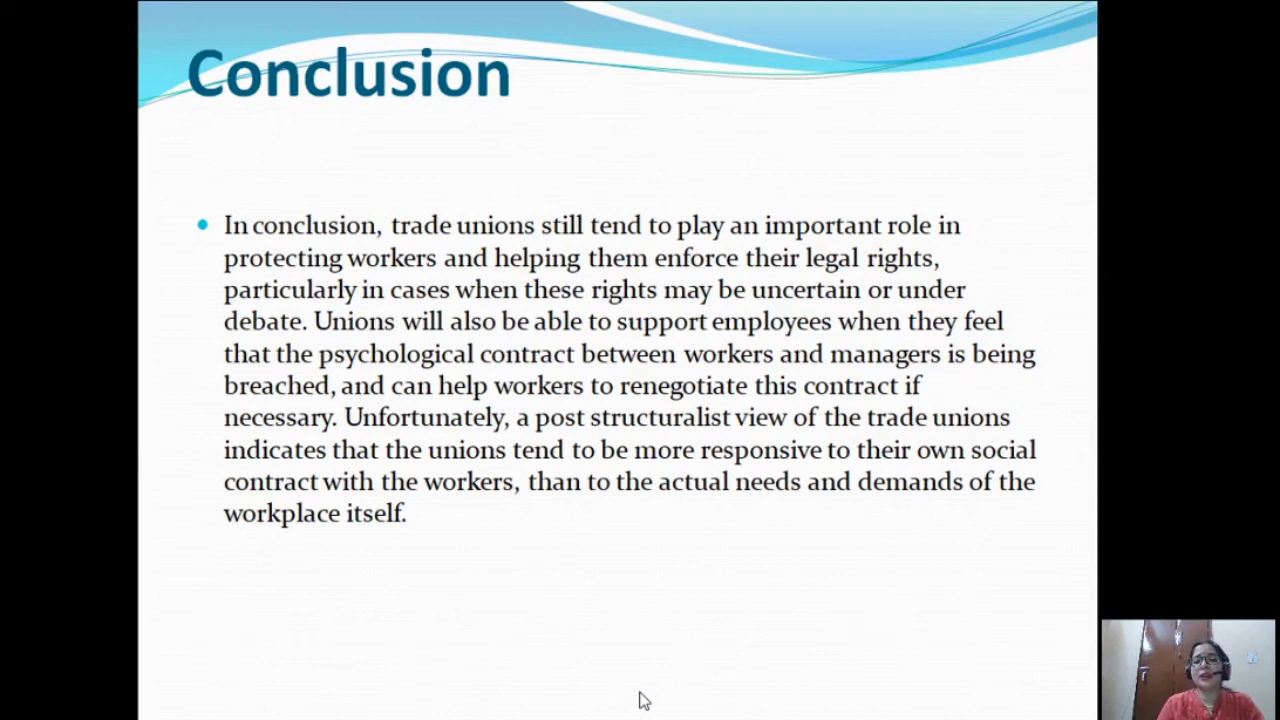 Conclusion
In conclusion, trade unions still tend to play an important role in
protecting workers and helping them enforce their legal rights,
particularly in cases when these rights may be uncertain or under
debate. Unions will also be able to support employees when they feel
that the psychological contract between workers and managers is being
breached, and can help workers to renegotiate this contract if
necessary. Unfortunately, a post structuralist view of the trade unions
indicates that the unions tend to be more responsive to their own social
contract with the workers, than to the actual needs and demands of the
workplace itself.